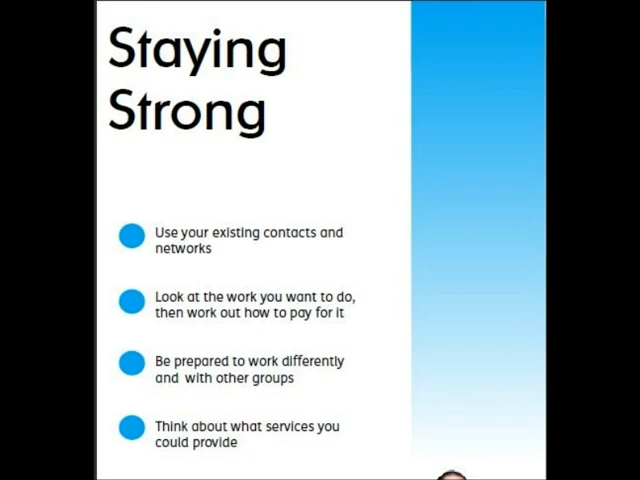 Staying
Strong
Use your existing contacts and
networks
Look at the work you want to do,
then work out how to pay for it
Be prepared to work differently
and with other groups
Think about what services you
could provide